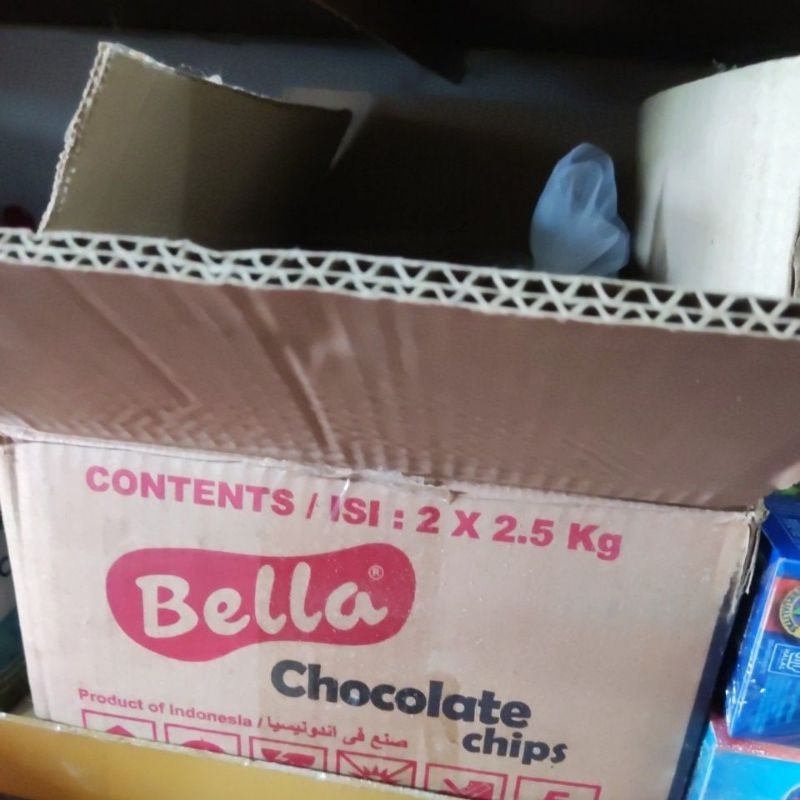 CONTENTS / ISI : 2 X 2.5 Kg
Bella®
Chocolate
chips
Product of Indonesia / صنع في اندونيسيا